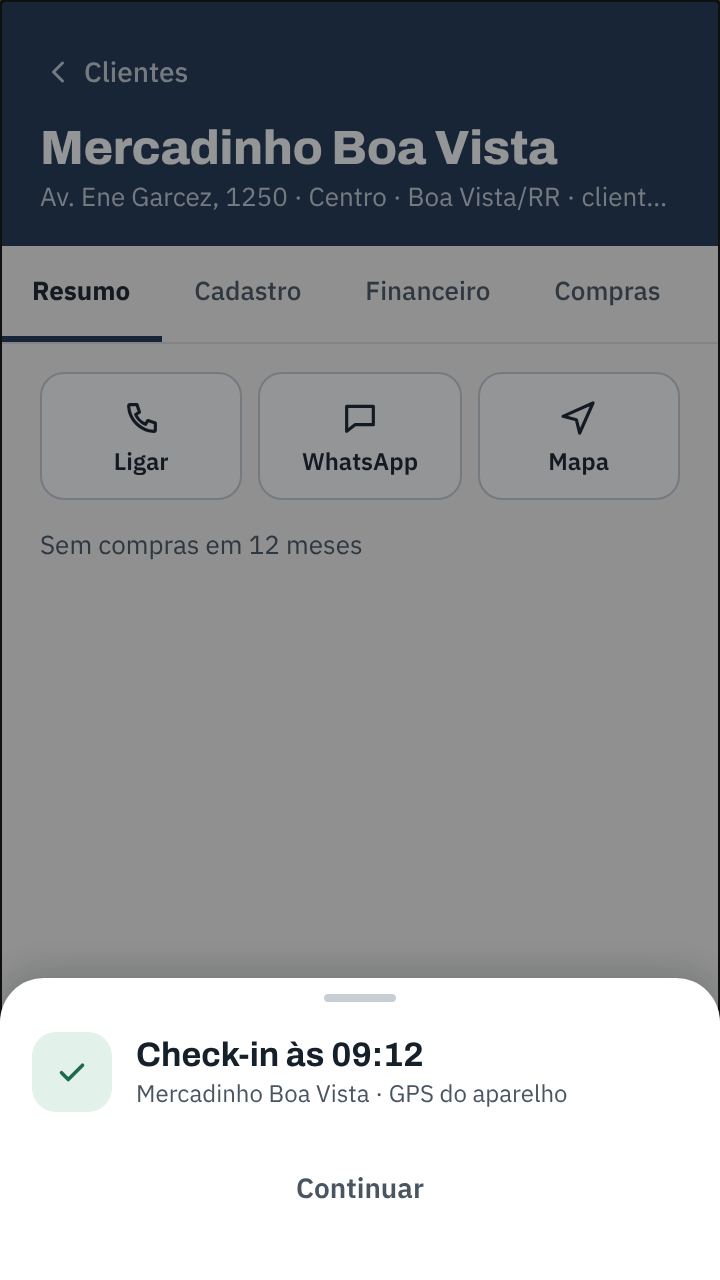 Clientes
Mercadinho Boa Vista
Av. Ene Garcez, 1250 · Centro · Boa Vista/RR · client...
Resumo Cadastro Financeiro Compras
Ligar WhatsApp Mapa
Sem compras em 12 meses
Check-in às 09:12
Mercadinho Boa Vista · GPS do aparelho
Continuar